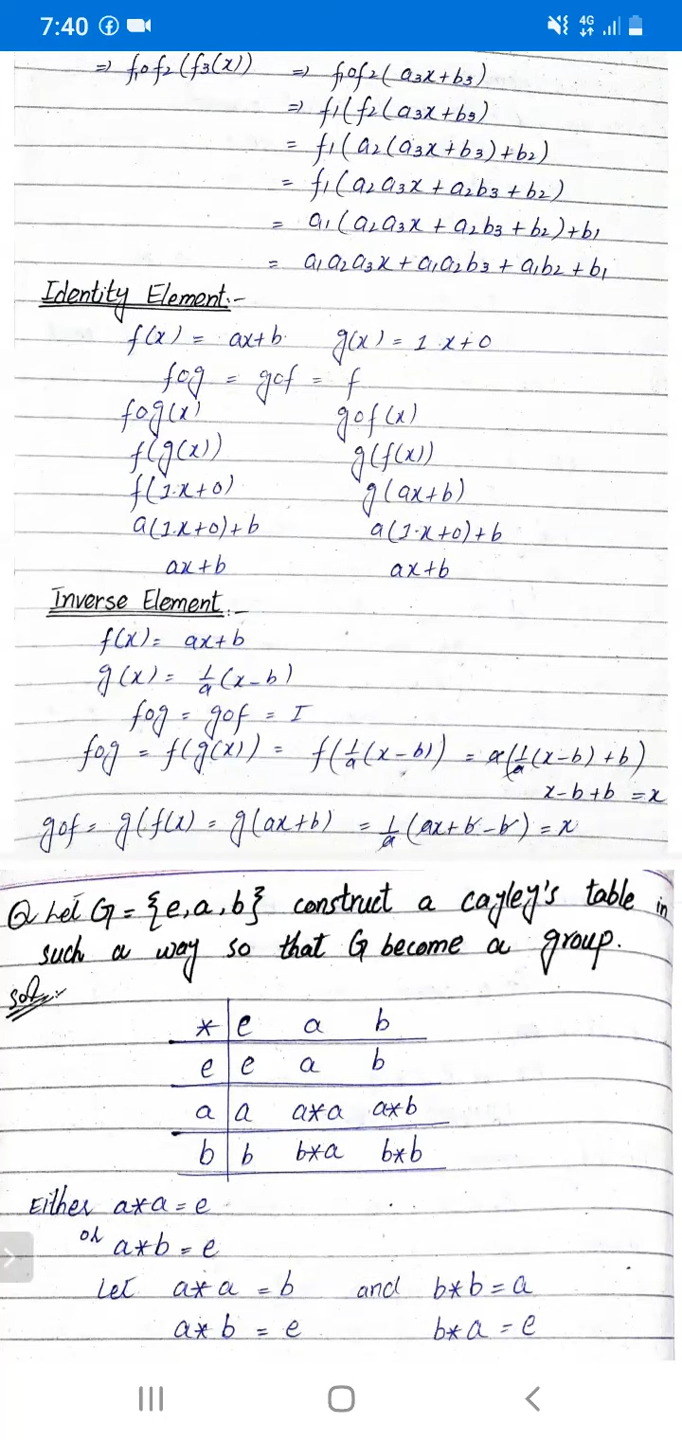 7:40 4G
=> f₁of₂(f₃(x)) => f₁of₂(a₃x+b₃)
=> f₁(f₂(a₃x+b₃)
= f₁(a₂(a₃x+b₃)+b₂)
= f₁(a₂a₃x+a₂b₃+b₂)
= a₁(a₂a₃x + a₂b₃+b₂)+b₁
= a₁a₂a₃x + a₁a₂b₃ + a₁b₂ + b₁
Identity Element:-
f(x) = ax+b g(x) = 1·x+0
fog = gof = f
fog(x) gof(x)
f(g(x)) g(f(x))
f(1·x+0) g(ax+b)
a(1·x+0)+b a(1·x+0)+b
ax+b ax+b
Inverse Element:-
f(x)= ax+b
g(x)= 1/a(x-b)
fog = gof = I
fog = f(g(x)) = f(1/a(x-b)) = a(1/a(x-b)+b)
x-b+b = x
gof = g(f(x) = g(ax+b) = 1/a(ax+b-b) = x
Q Let G = {e,a,b} construct a cayley's table in
such a way so that G become a group.
Sol:-
* e a b
e e a b
a a a*a a*b
b b b*a b*b
Either a*a = e
or a*b = e
Let a*a = b and b*b = a
a*b = e b*a = e